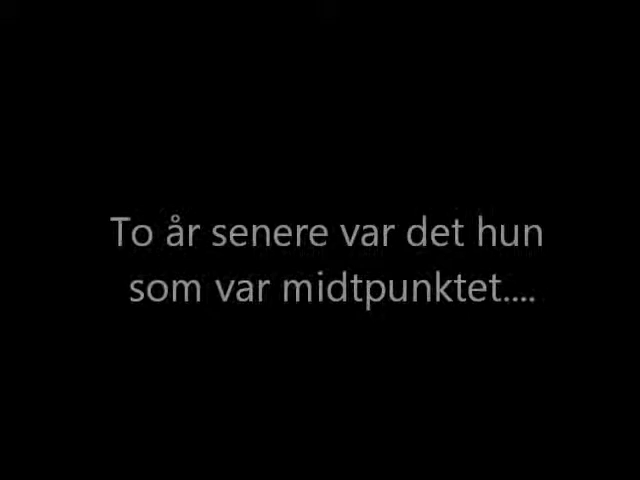 To år senere var det hun
som var midtpunktet....